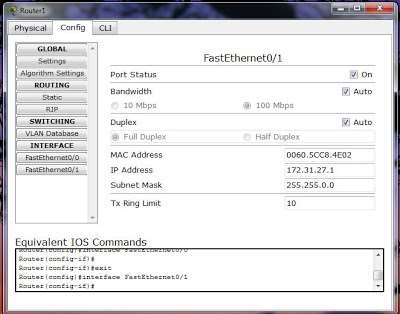 Router1
Physical Config CLI
GLOBAL
Settings
Algorithm Settings
ROUTING
Static
RIP
SWITCHING
VLAN Database
INTERFACE
FastEthernet0/0
FastEthernet0/1
FastEthernet0/1
Port Status On
Bandwidth Auto
10 Mbps 100 Mbps
Duplex Auto
Full Duplex Half Duplex
MAC Address 0060.5CC8.4E02
IP Address 172.31.27.1
Subnet Mask 255.255.0.0
Tx Ring Limit 10
Equivalent IOS Commands
Router(config)#interface FastEthernet0/0
Router(config-if)#
Router(config-if)#exit
Router(config)#interface FastEthernet0/1
Router(config-if)#